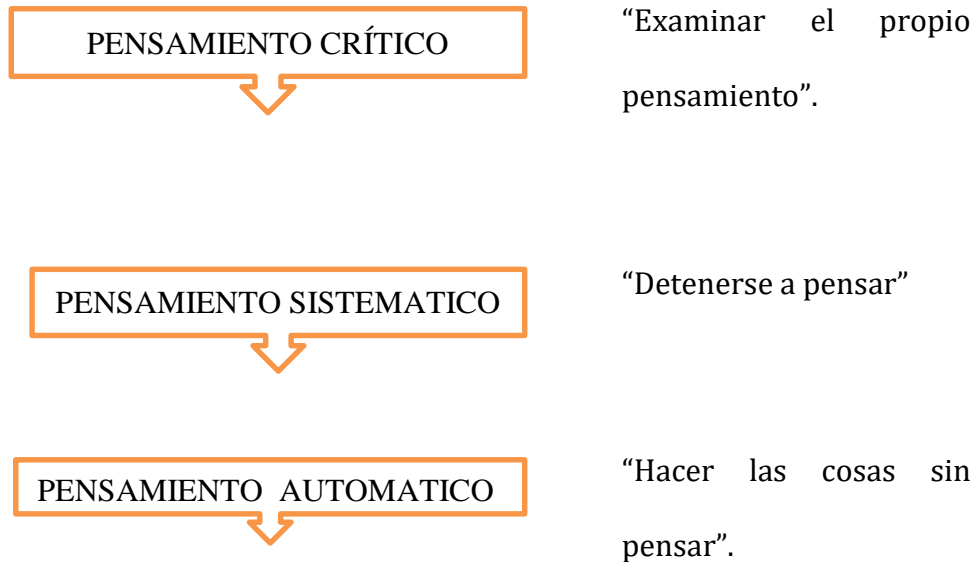 PENSAMIENTO CRÍTICO
“Examinar el propio
pensamiento”.
PENSAMIENTO SISTEMATICO
“Detenerse a pensar”
PENSAMIENTO AUTOMATICO
“Hacer las cosas sin
pensar”.